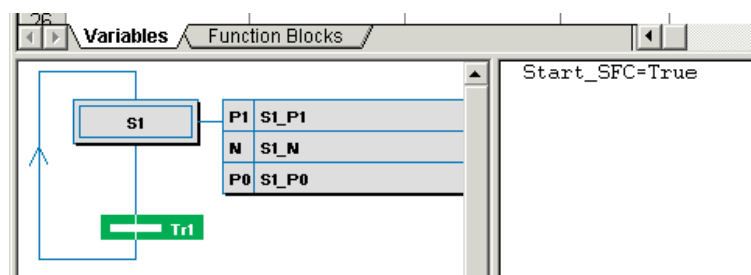 26
Variables
Function Blocks
S1
P1 S1_P1
N S1_N
P0 S1_P0
Tr1
Start_SFC=True